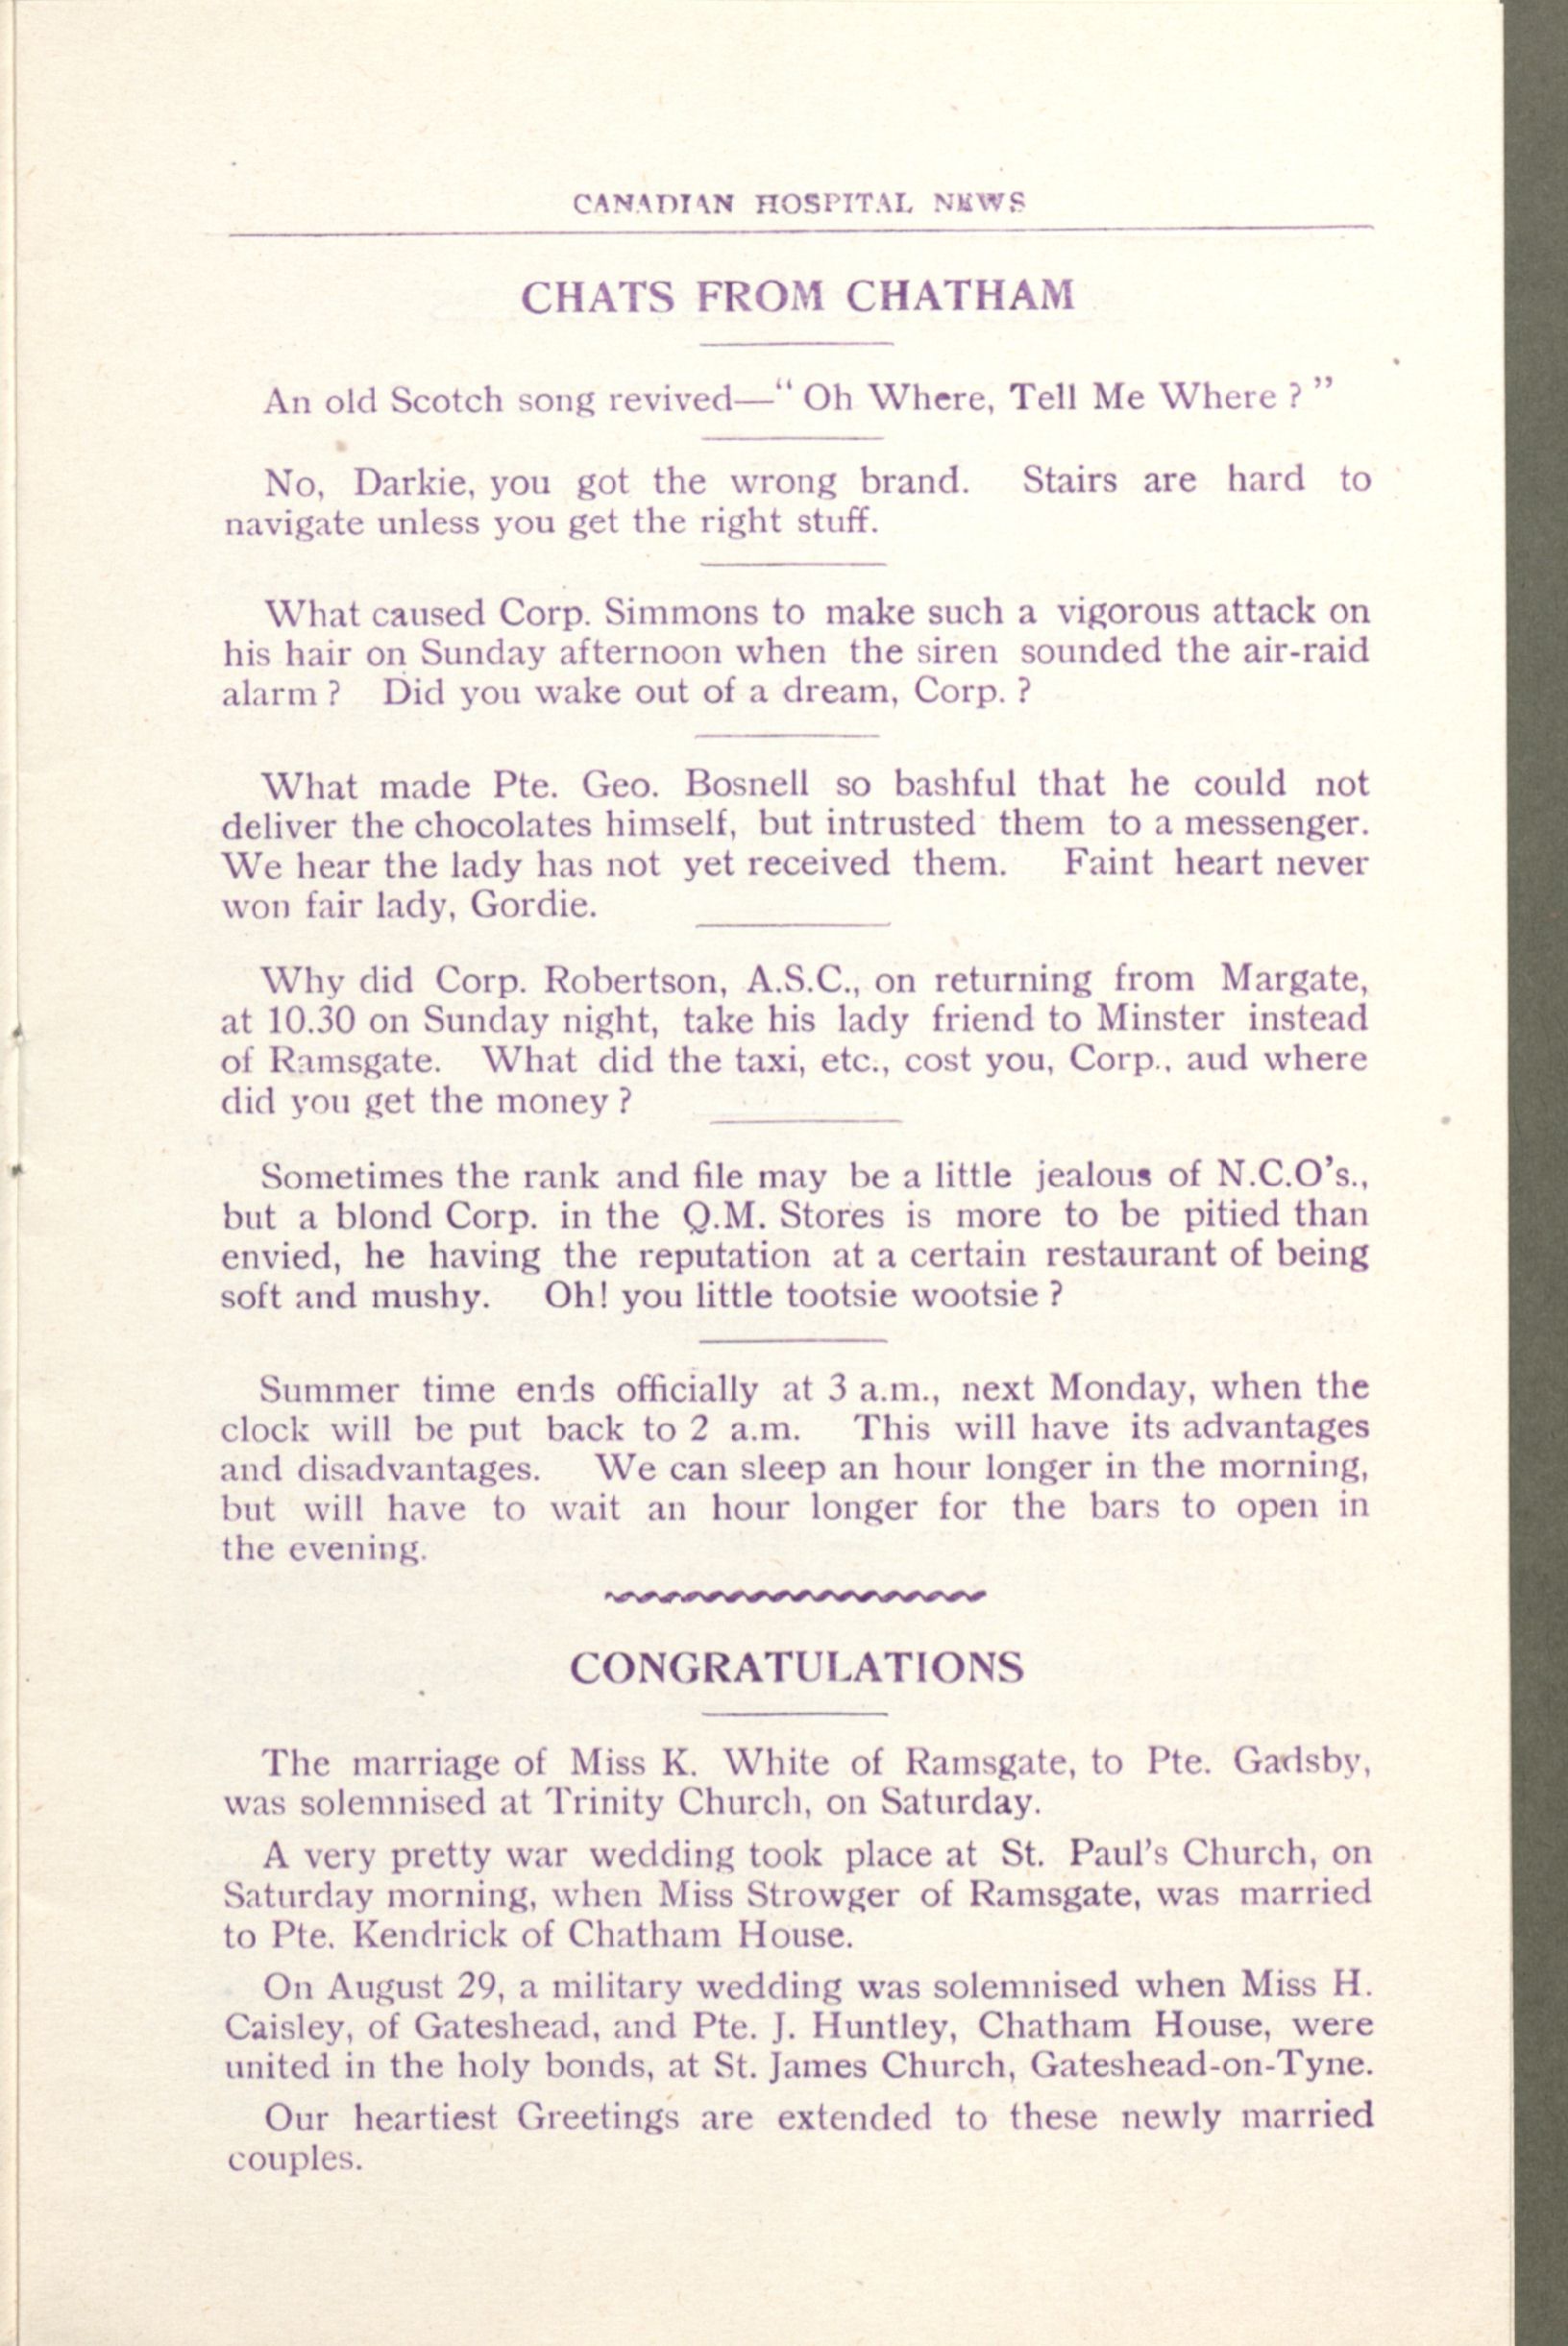 CANADIAN HOSPITAL NEWS
CHATS FROM CHATHAM
An old Scotch song revived—“ Oh Where, Tell Me Where ? ”
No, Darkie, you got the wrong brand. Stairs are hard to
navigate unless you get the right stuff.
What caused Corp. Simmons to make such a vigorous attack on
his hair on Sunday afternoon when the siren sounded the air-raid
alarm ? Did you wake out of a dream, Corp. ?
What made Pte. Geo. Bosnell so bashful that he could not
deliver the chocolates himself, but intrusted them to a messenger.
We hear the lady has not yet received them. Faint heart never
won fair lady, Gordie.
Why did Corp. Robertson, A.S.C., on returning from Margate,
at 10.30 on Sunday night, take his lady friend to Minster instead
of Ramsgate. What did the taxi, etc., cost you, Corp., aud where
did you get the money ?
Sometimes the rank and file may be a little jealous of N.C.O’s.,
but a blond Corp. in the Q.M. Stores is more to be pitied than
envied, he having the reputation at a certain restaurant of being
soft and mushy. Oh! you little tootsie wootsie ?
Summer time ends officially at 3 a.m., next Monday, when the
clock will be put back to 2 a.m. This will have its advantages
and disadvantages. We can sleep an hour longer in the morning,
but will have to wait an hour longer for the bars to open in
the evening.
CONGRATULATIONS
The marriage of Miss K. White of Ramsgate, to Pte. Gadsby,
was solemnised at Trinity Church, on Saturday.
A very pretty war wedding took place at St. Paul’s Church, on
Saturday morning, when Miss Strowger of Ramsgate, was married
to Pte. Kendrick of Chatham House.
On August 29, a military wedding was solemnised when Miss H.
Caisley, of Gateshead, and Pte. J. Huntley, Chatham House, were
united in the holy bonds, at St. James Church, Gateshead-on-Tyne.
Our heartiest Greetings are extended to these newly married
couples.